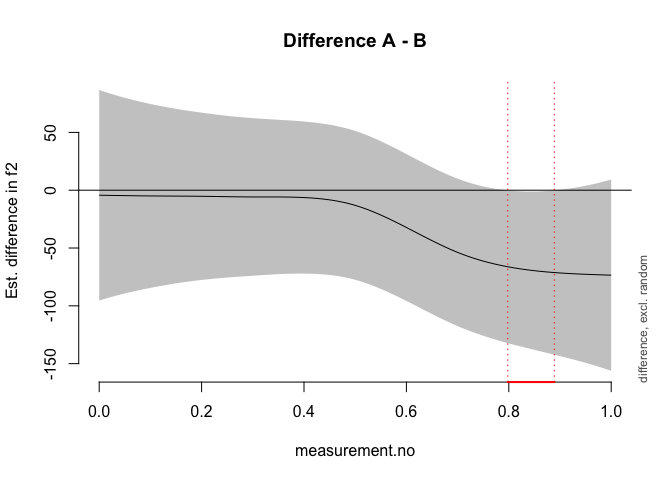 Difference A - B
Est. difference in f2
50
0
-50
-100
-150
0.0 0.2 0.4 0.6 0.8 1.0
measurement.no
difference, excl. random